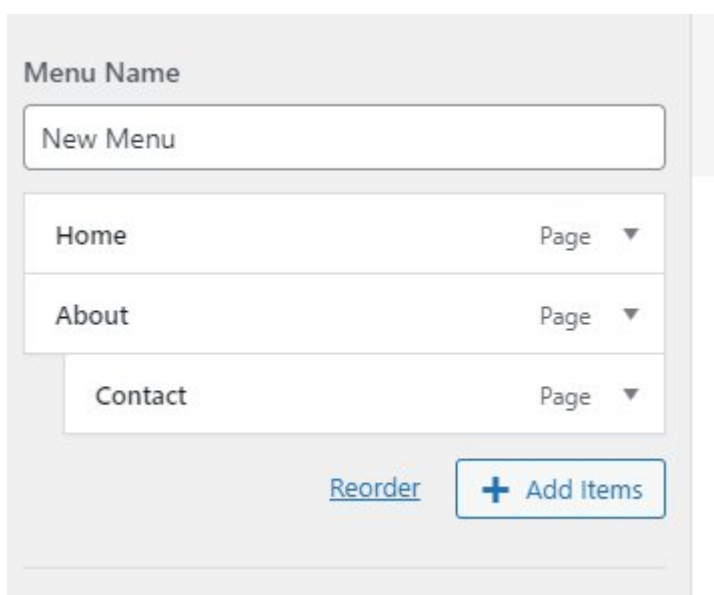 Menu Name
New Menu
Home Page
About Page
Contact Page
Reorder + Add Items